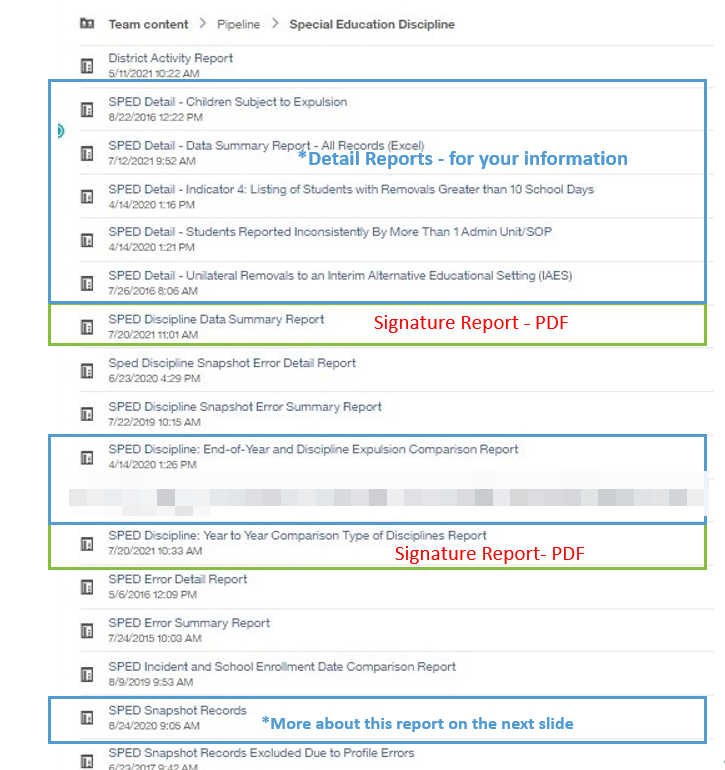 Team content > Pipeline > Special Education Discipline
District Activity Report
5/11/2021 10:22 AM
SPED Detail - Children Subject to Expulsion
8/22/2016 12:22 PM
SPED Detail - Data Summary Report - All Records (Excel)
7/12/2021 9:52 AM
*Detail Reports - for your information
SPED Detail - Indicator 4: Listing of Students with Removals Greater than 10 School Days
4/14/2020 1:16 PM
SPED Detail - Students Reported Inconsistently By More Than 1 Admin Unit/SOP
4/14/2020 1:21 PM
SPED Detail - Unilateral Removals to an Interim Alternative Educational Setting (IAES)
7/26/2016 8:06 AM
SPED Discipline Data Summary Report
Signature Report - PDF
7/20/2021 11:01 AM
Sped Discipline Snapshot Error Detail Report
6/23/2020 4:29 PM
SPED Discipline Snapshot Error Summary Report
7/22/2019 10:15 AM
SPED Discipline: End-of-Year and Discipline Expulsion Comparison Report
4/14/2020 1:26 PM
SPED Discipline: Year to Year Comparison Type of Disciplines Report
7/20/2021 10:33 AM
Signature Report- PDF
SPED Error Detail Report
5/6/2016 12:09 PM
SPED Error Summary Report
7/24/2015 10:03 AM
SPED Incident and School Enrollment Date Comparison Report
8/9/2019 9:53 AM
SPED Snapshot Records
8/24/2020 9:05 AM
*More about this report on the next slide
SPED Snapshot Records Excluded Due to Profile Errors
6/23/2017 9:42 AM